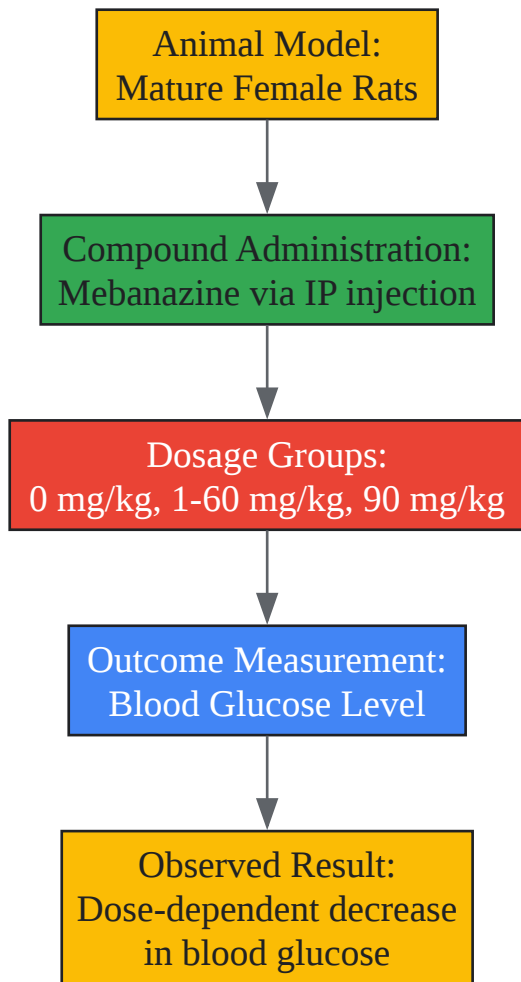 Animal Model:
Mature Female Rats
Compound Administration:
Mebanazine via IP injection
Dosage Groups:
0 mg/kg, 1-60 mg/kg, 90 mg/kg
Outcome Measurement:
Blood Glucose Level
Observed Result:
Dose-dependent decrease
in blood glucose